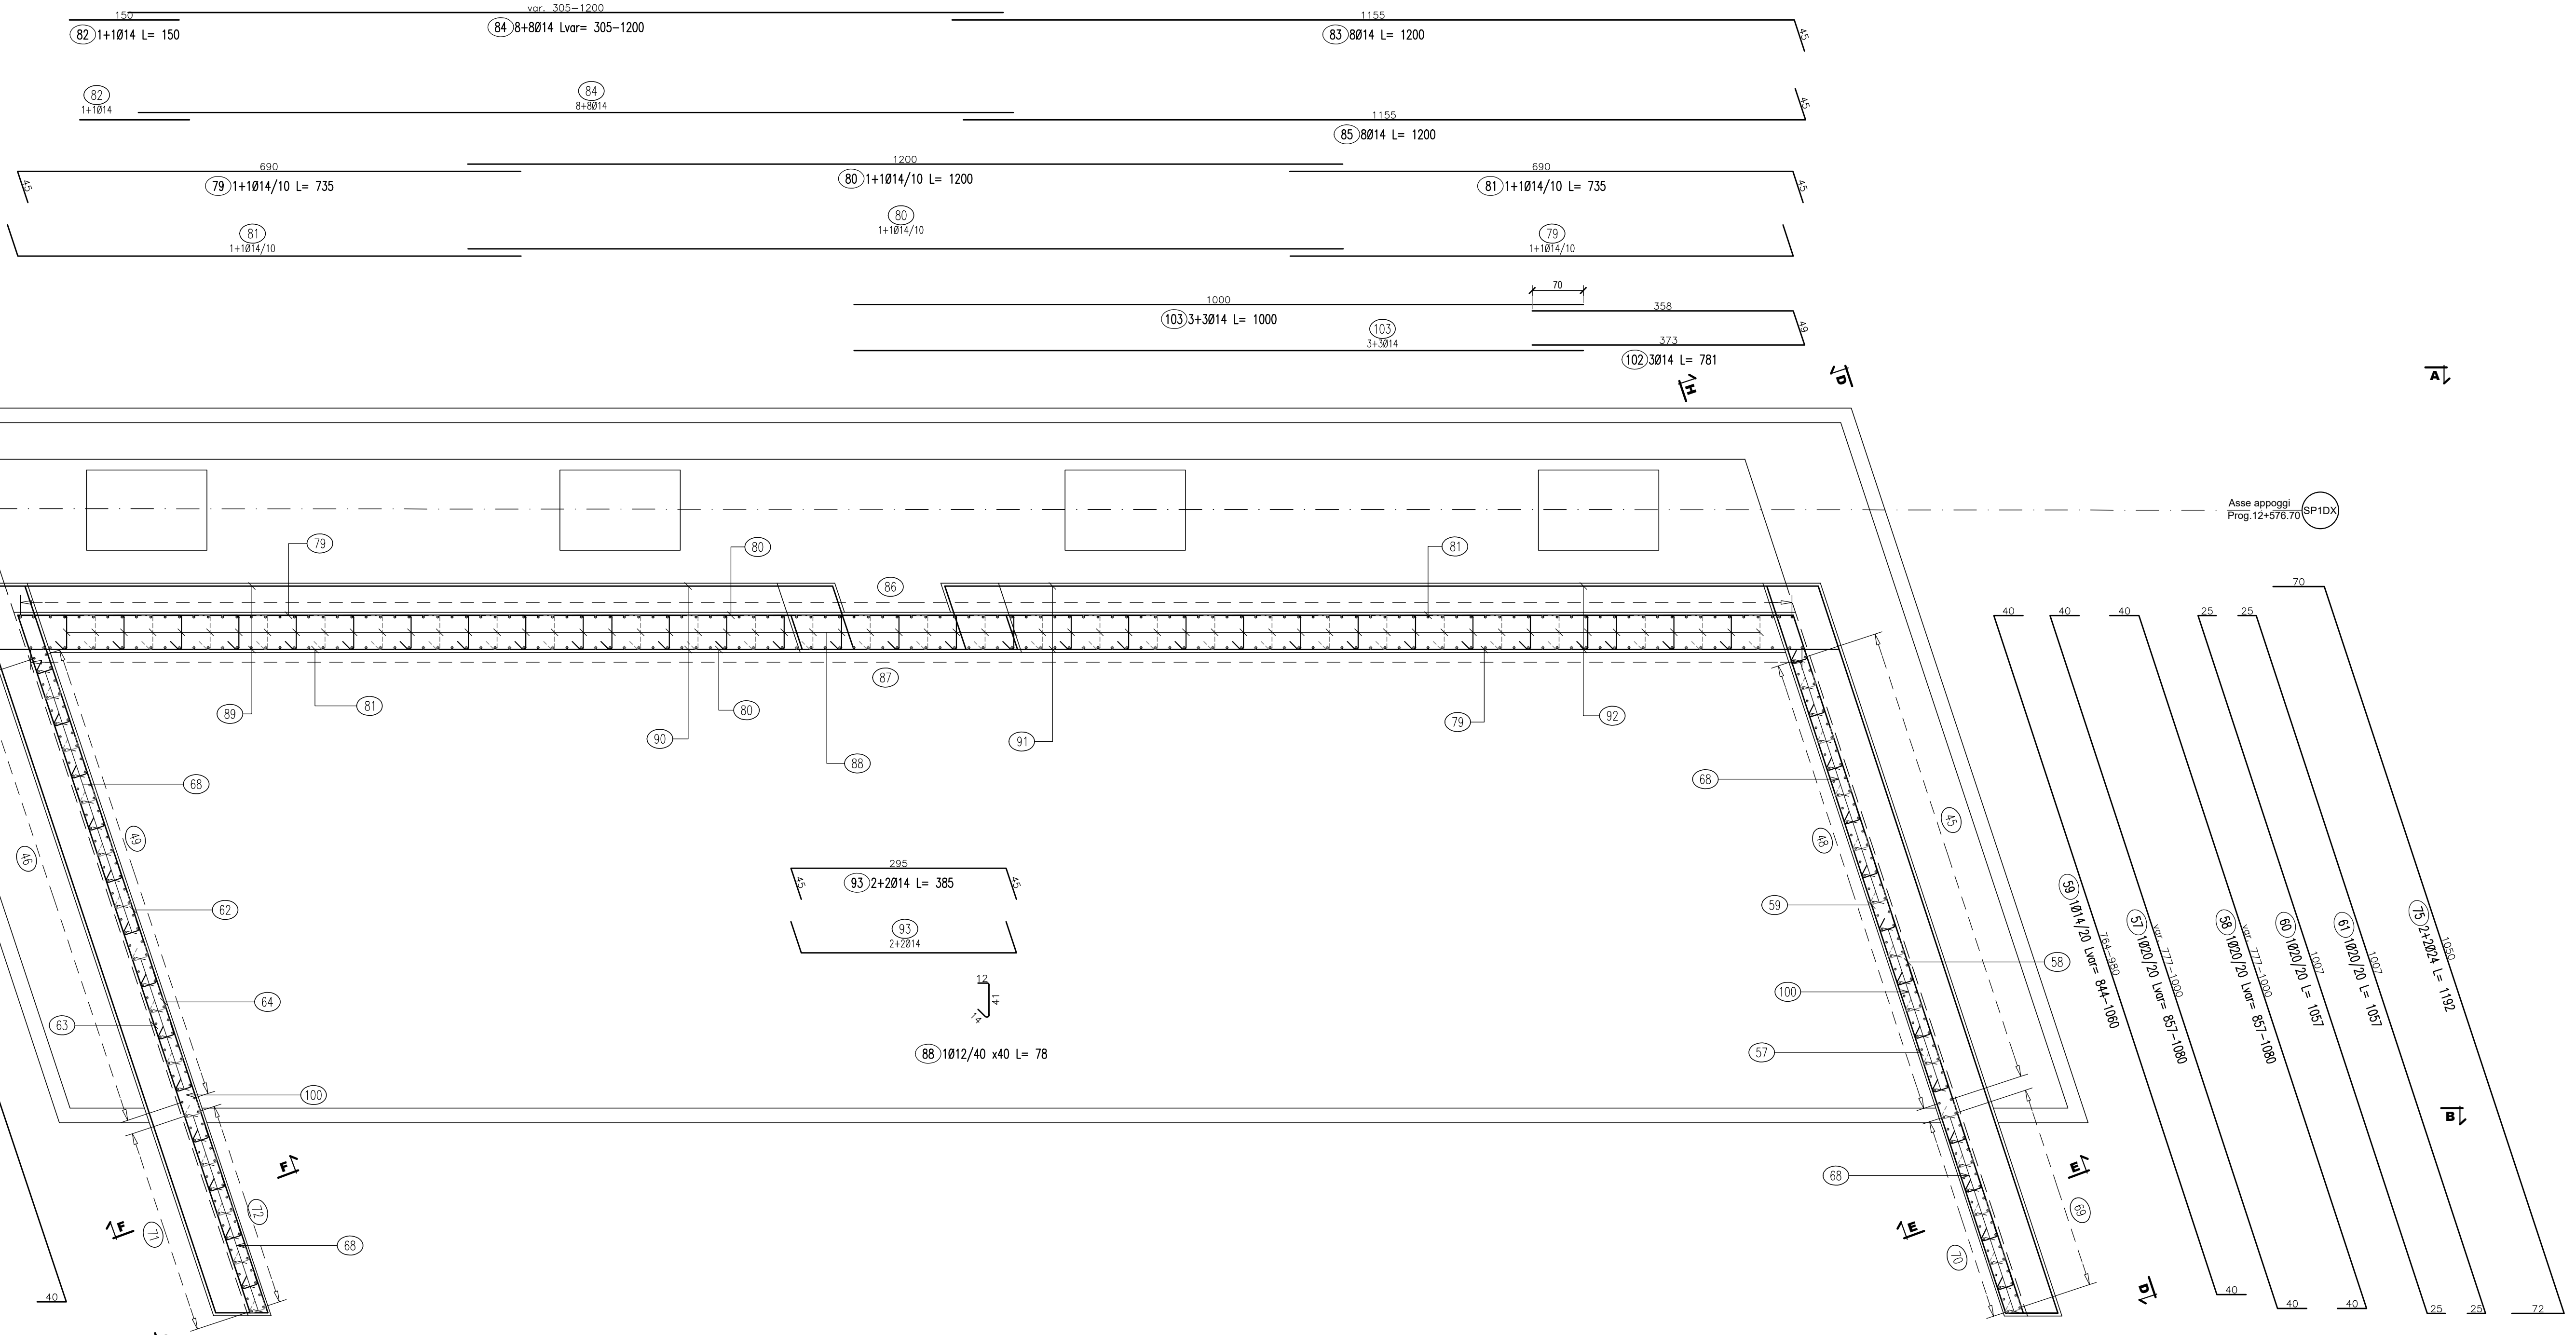 150
var. 305-1200
1155
82 1+1Ø14 L= 150
84 8+8Ø14 Lvar= 305-1200
83 8Ø14 L= 1200
45
82
1+1Ø14
84
8+8Ø14
1155
45
85 8Ø14 L= 1200
690
1200
690
45
79 1+1Ø14/10 L= 735
80 1+1Ø14/10 L= 1200
81 1+1Ø14/10 L= 735
45
81
1+1Ø14/10
80
1+1Ø14/10
79
1+1Ø14/10
70
1000
358
103 3+3Ø14 L= 1000
49
103
3+3Ø14
373
102 3Ø14 L= 781
H
D
A
Asse appoggi
Prog.12+576.70
SP1DX
79
80
81
86
87
89
81
90
80
88
91
79
92
70
40
40
40
25
25
68
49
46
62
64
63
100
68
48
45
59
58
100
57
295
45
93 2+2Ø14 L= 385
45
93
2+2Ø14
12
41
14
88 1Ø12/40 x40 L= 78
764-980
59 1Ø14/20 Lvar= 844-1060
var. 777-1000
57 1Ø20/20 Lvar= 857-1080
var. 777-1000
58 1Ø20/20 Lvar= 857-1080
1007
60 1Ø20/20 L= 1057
1007
61 1Ø20/20 L= 1057
1050
75 2+2Ø24 L= 1192
B
F
F
71
72
68
68
E
E
69
70
D
40
40
40
40
25
25
72